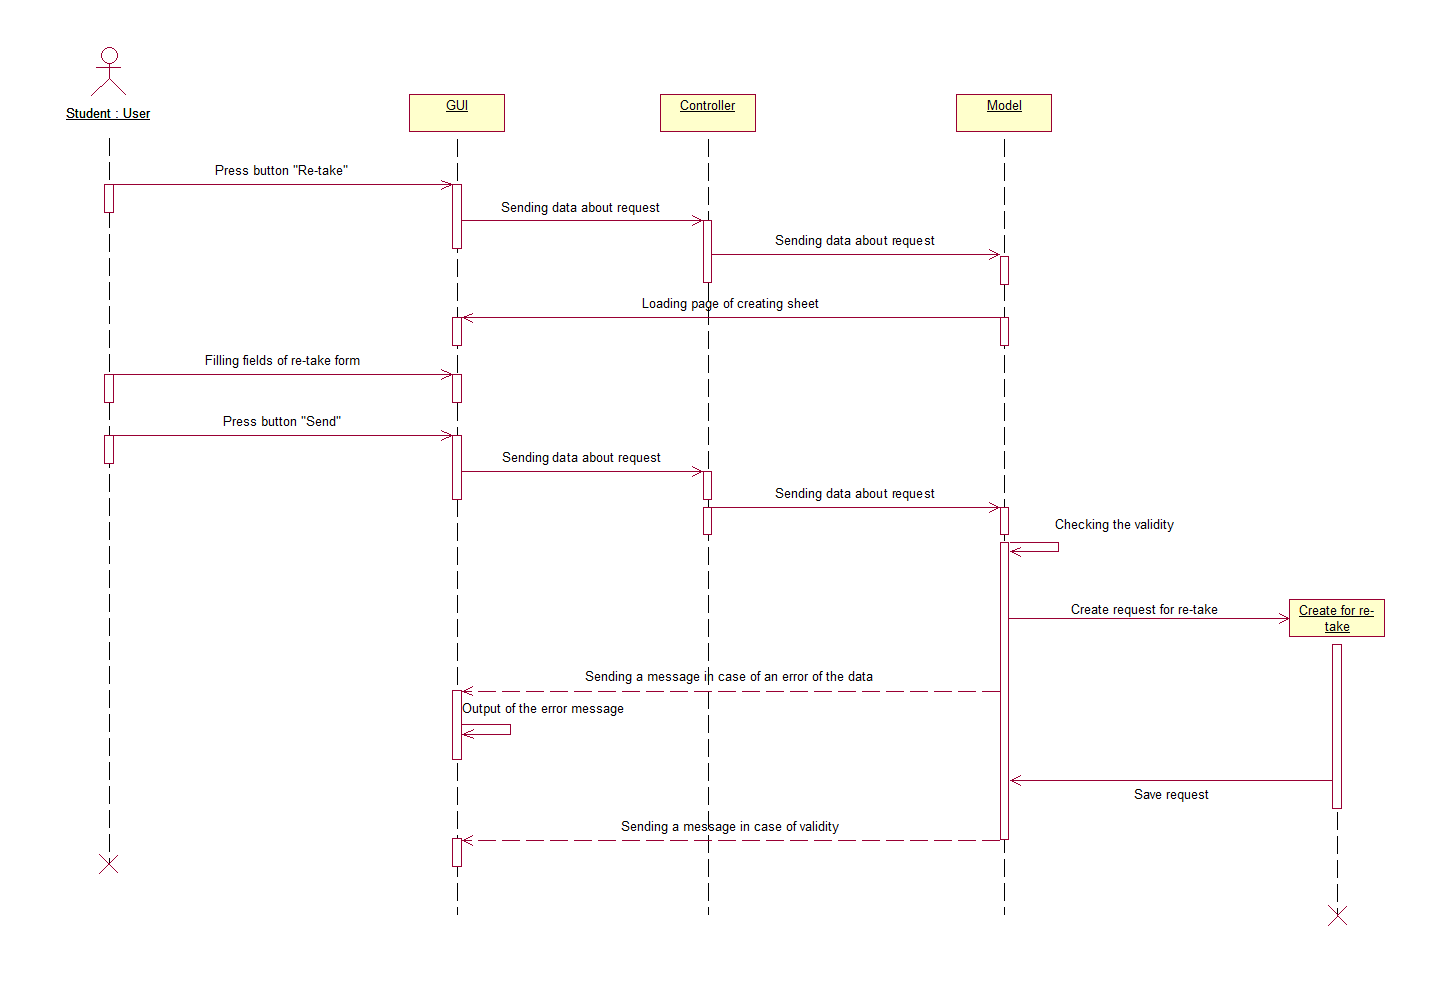 Student : User
GUI
Controller
Model
Press button "Re-take"
Sending data about request
Sending data about request
Loading page of creating sheet
Filling fields of re-take form
Press button "Send"
Sending data about request
Sending data about request
Checking the validity
Create request for re-take
Create for re-
take
Sending a message in case of an error of the data
Output of the error message
Save request
Sending a message in case of validity